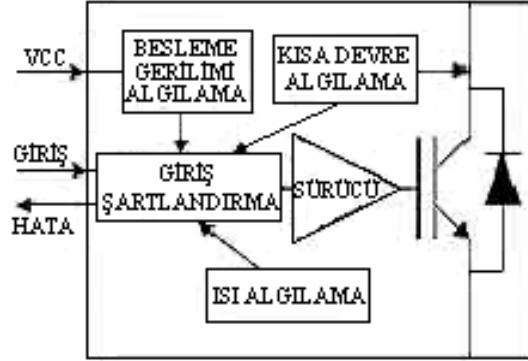 VCC
BESLEME
GERİLİMİ
ALGILAMA
KISA DEVRE
ALGILAMA
GİRİŞ
HATA
GİRİŞ
ŞARTLANDIRMA
SÜRÜCÜ
ISI ALGILAMA